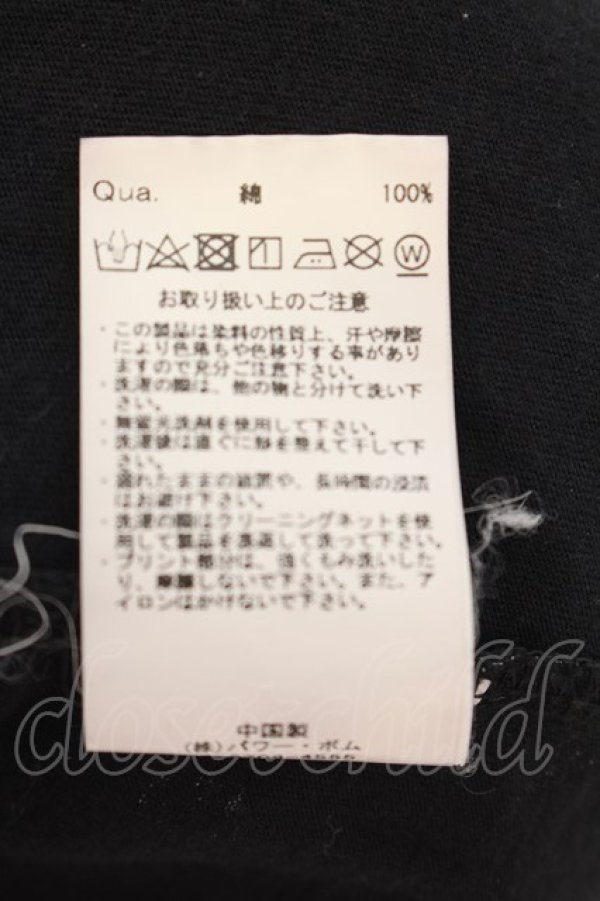 Qua. 綿 100%
W
お取り扱い上のご注意
・この製品は染料の性質上、汗や摩擦
により色落ちや色移りする事があり
ますので充分ご注意下さい。
・洗濯の際は、他の物と分けて洗い下
さい。
・無蛍光洗剤を使用して下さい。
・洗濯後は直ぐに形を整えて干して下
さい。
・濡れたままの放置や、長時間の浸漬
はお避け下さい。
・洗濯の際はクリーニングネットを使
用して製品を裏返して洗って下さい。
・プリント部分は、強くもみ洗いした
り、摩擦しないで下さい。また、ア
イロンはかけないで下さい。
closet child
中国製
(株)パワー・ボム